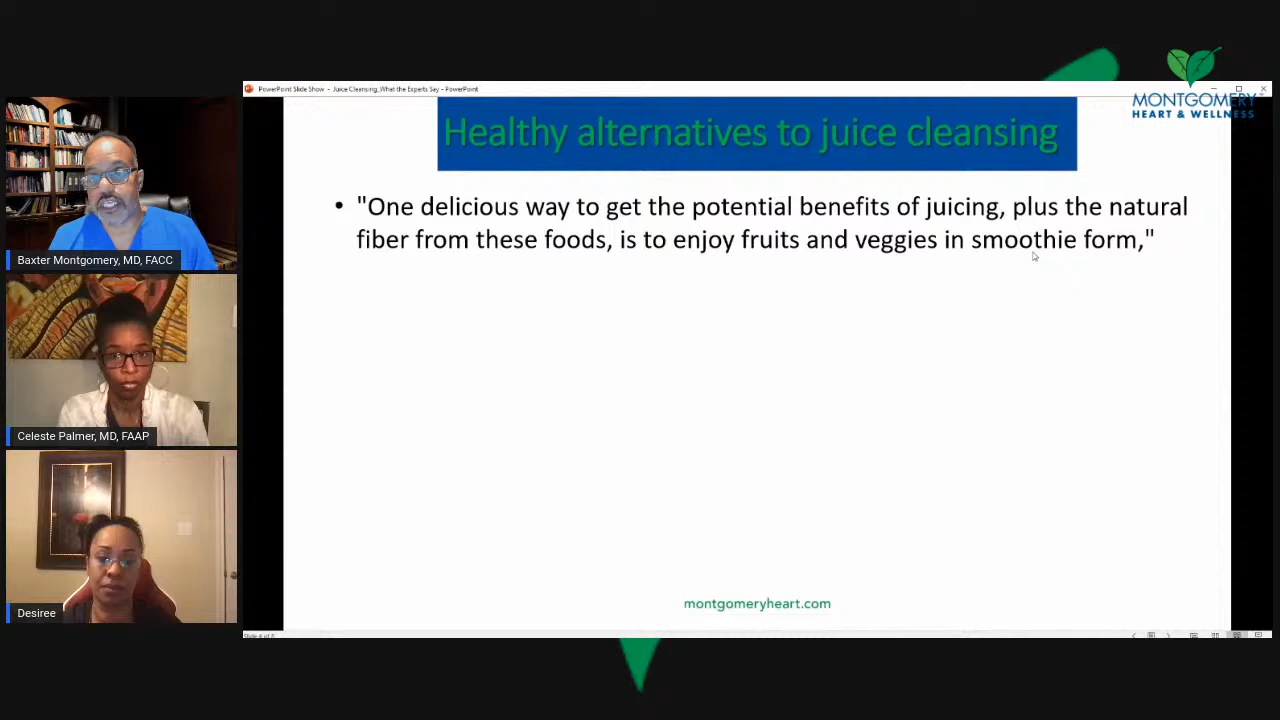 PowerPoint Slide Show - Juice Cleansing_What the Experts Say - PowerPoint
MONTGOMERY
HEART & WELLNESS
Healthy alternatives to juice cleansing
• "One delicious way to get the potential benefits of juicing, plus the natural
fiber from these foods, is to enjoy fruits and veggies in smoothie form,"
Baxter Montgomery, MD, FACC
Celeste Palmer, MD, FAAP
Desiree
montgomeryheart.com